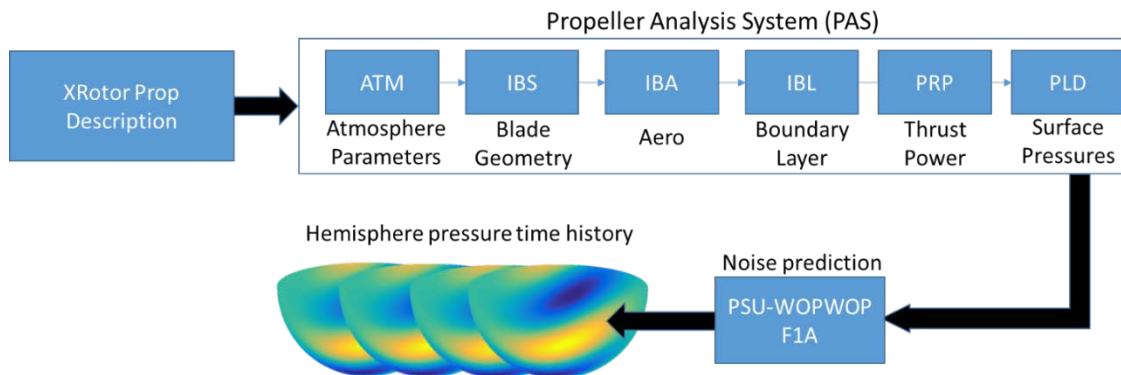 Propeller Analysis System (PAS)
XRotor Prop
Description
ATM
IBS
IBA
IBL
PRP
PLD
Atmosphere
Parameters
Blade
Geometry
Aero
Boundary
Layer
Thrust
Power
Surface
Pressures
Hemisphere pressure time history
Noise prediction
PSU-WOPWOP
F1A